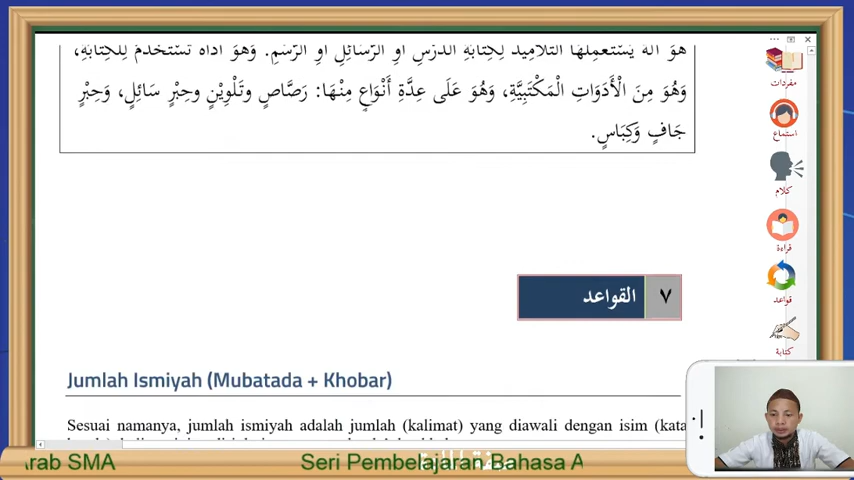 هُوَ آلَةٌ يَسْتَعْمِلُهَا التَّلَامِيذُ لِكِتَابَةِ الدَّرْسِ أَوِ الرَّسَائِلِ أَوِ الرَّسْمِ. وَهُوَ أَدَاةٌ تُسْتَخْدَمُ لِلْكِتَابَةِ،
وَهُوَ مِنَ الْأَدَوَاتِ الْمَكْتَبِيَّةِ، وَهُوَ عَلَى عِدَّةِ أَنْوَاعٍ مِنْهَا: رَصَّاصٍ وتَلْوِيْنٍ وحِبْرٍ سَائِلٍ، وَحِبْرٍ
جَافٍ وَكِبَاسٍ.
٧ القواعد
Jumlah Ismiyah (Mubatada + Khobar)
Sesuai namanya, jumlah ismiyah adalah jumlah (kalimat) yang diawali dengan isim (kata
مفردات
استماع
كلام
قراءة
قواعد
كتابة
rab SMA
Seri Pembelajaran Bahasa A